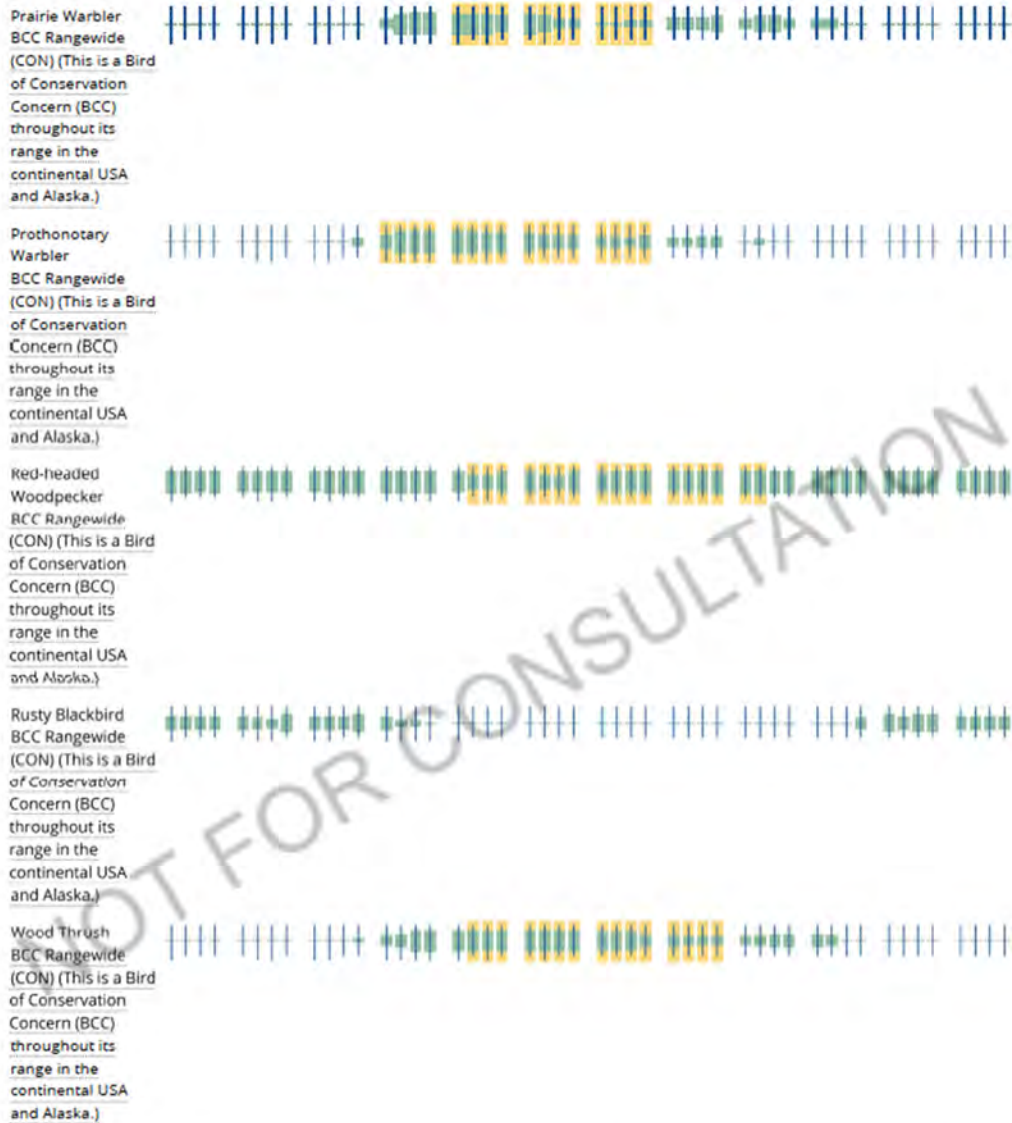 Prairie Warbler
BCC Rangewide
(CON) (This is a Bird
of Conservation
Concern (BCC)
throughout its
range in the
continental USA
and Alaska.)
Prothonotary
Warbler
BCC Rangewide
(CON) (This is a Bird
of Conservation
Concern (BCC)
throughout its
range in the
continental USA
and Alaska.)
Red-headed
Woodpecker
BCC Rangewide
(CON) (This is a Bird
of Conservation
Concern (BCC)
throughout its
range in the
continental USA
and Alaska.)
Rusty Blackbird
BCC Rangewide
(CON) (This is a Bird
of Conservation
Concern (BCC)
throughout its
range in the
continental USA
and Alaska.)
Wood Thrush
BCC Rangewide
(CON) (This is a Bird
of Conservation
Concern (BCC)
throughout its
range in the
continental USA
and Alaska.)
NOT FOR CONSULTATION